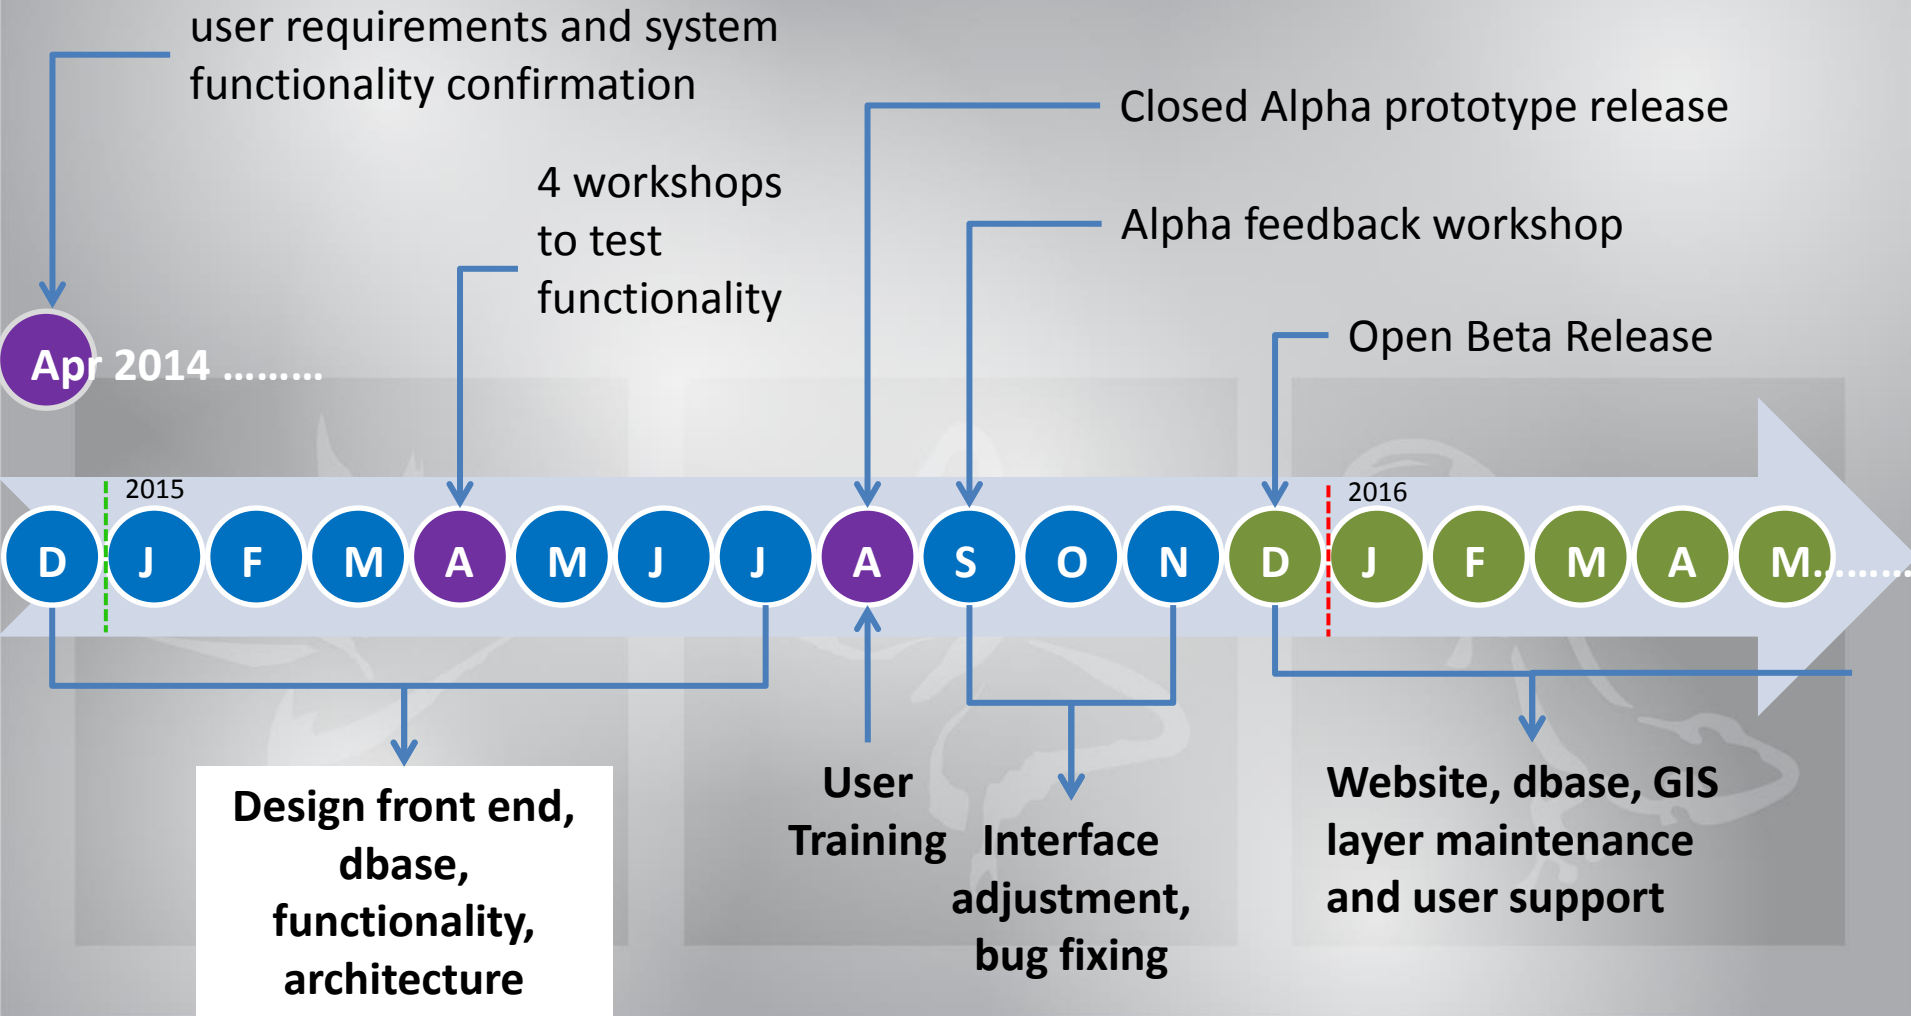 user requirements and system
functionality confirmation
Closed Alpha prototype release
4 workshops
to test
functionality
Alpha feedback workshop
Open Beta Release
Apr 2014 .........
2015
2016
D J F M A M J J A S O N D J F M A M.........
Design front end,
dbase,
functionality,
architecture
User
Training
Interface
adjustment,
bug fixing
Website, dbase, GIS
layer maintenance
and user support